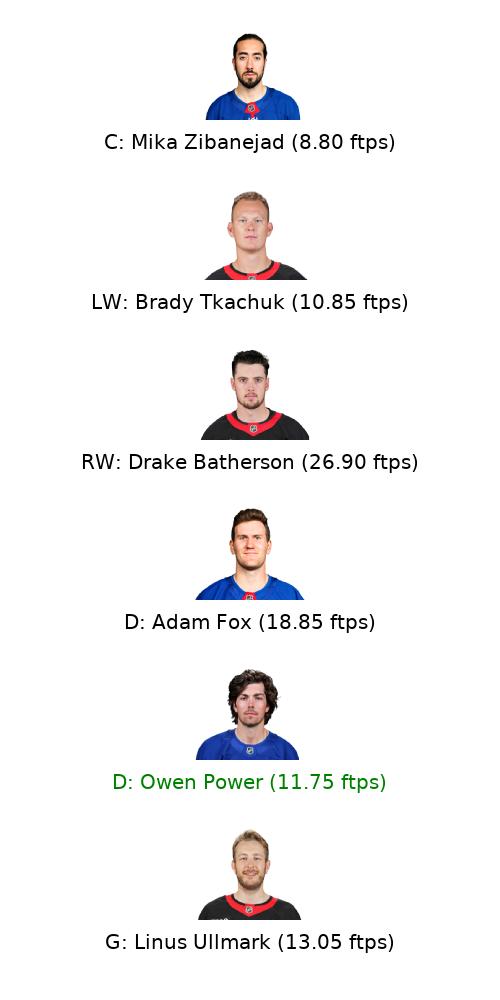 C: Mika Zibanejad (8.80 ftps)
LW: Brady Tkachuk (10.85 ftps)
RW: Drake Batherson (26.90 ftps)
D: Adam Fox (18.85 ftps)
D: Owen Power (11.75 ftps)
G: Linus Ullmark (13.05 ftps)